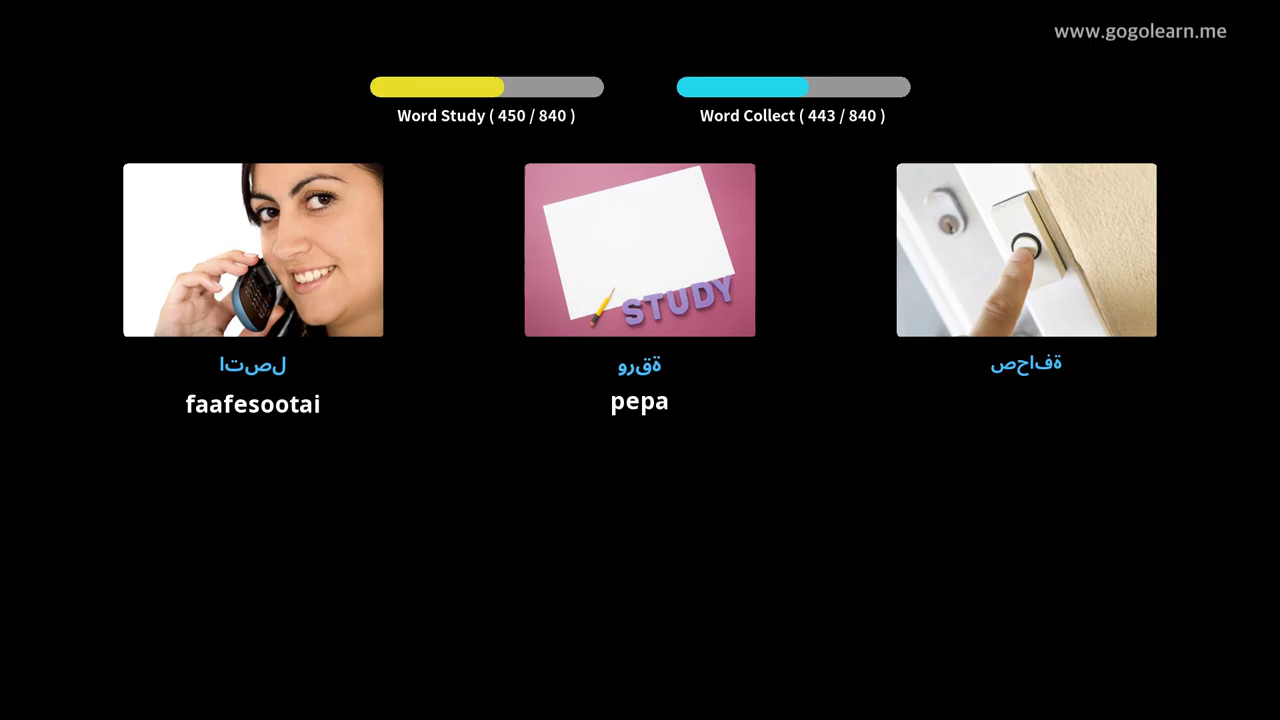 www.gogolearn.me
Word Study ( 450 / 840 )
Word Collect ( 443 / 840 )
STUDY
اتصل
ورقة
صحافة
faafesootai
pepa